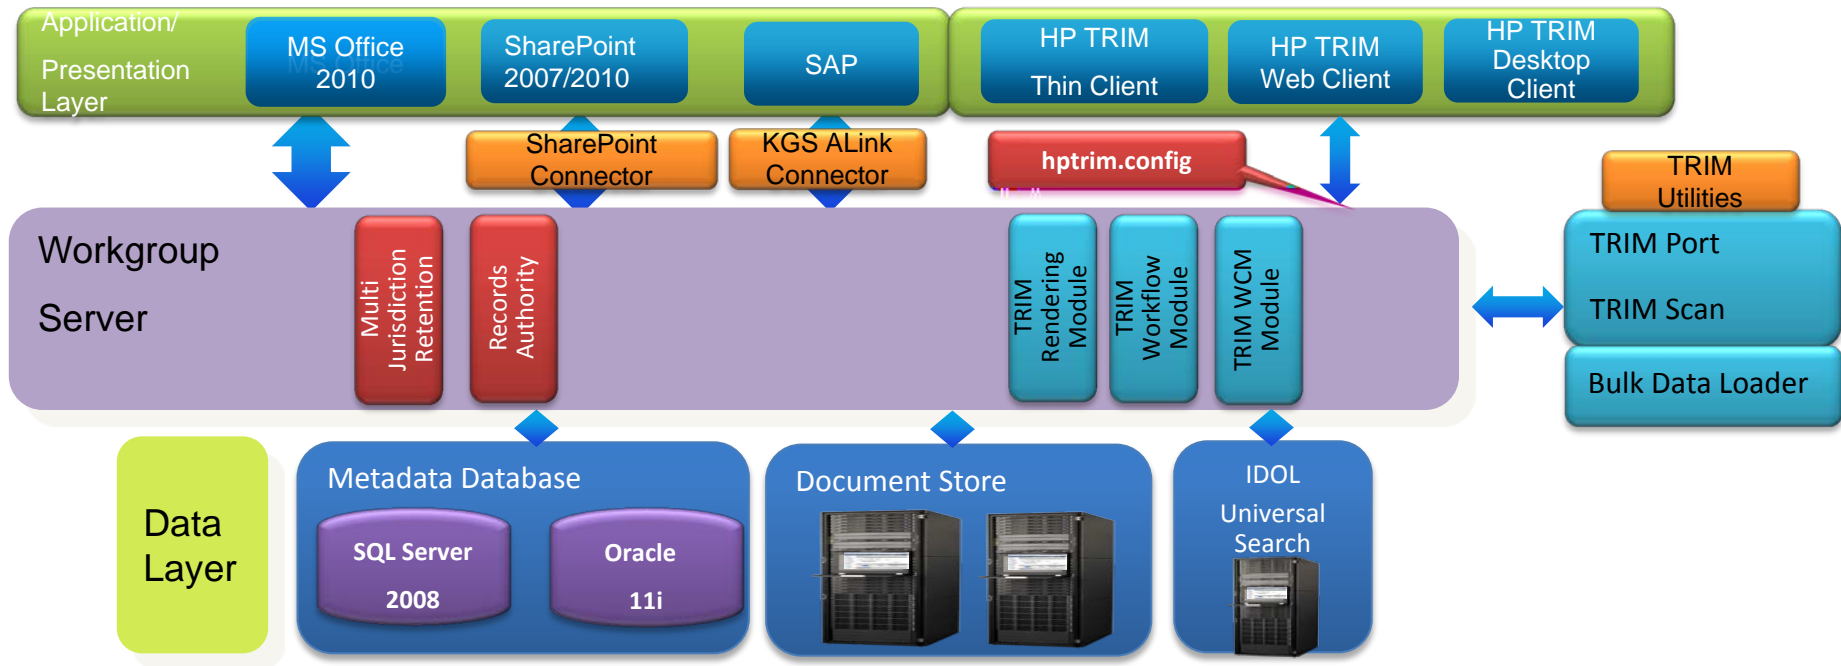 Application/
Presentation
Layer
MS Office
2010
SharePoint
2007/2010
SAP
HP TRIM
Thin Client
HP TRIM
Web Client
HP TRIM
Desktop
Client
SharePoint
Connector
KGS ALink
Connector
hptrim.config
TRIM
Utilities
TRIM Port
TRIM Scan
Bulk Data Loader
Workgroup
Server
Multi
Jurisdiction
Retention
Records
Authority
TRIM
Rendering
Module
TRIM
Workflow
Module
TRIM WCM
Module
Data
Layer
Metadata Database
SQL Server
2008
Oracle
11i
Document Store
IDOL
Universal
Search